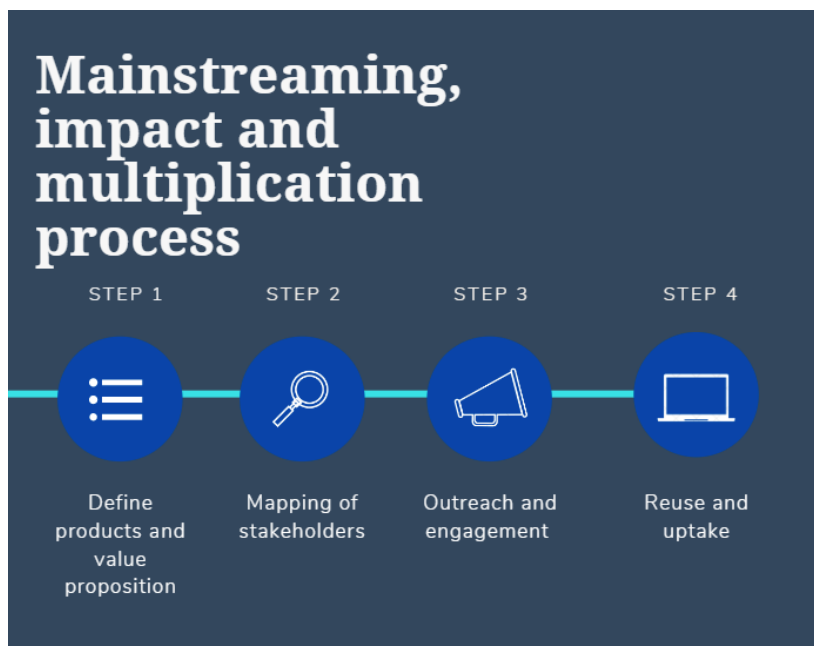 Mainstreaming,
impact and
multiplication
process
STEP 1
STEP 2
STEP 3
STEP 4
Define
products and
value
proposition
Mapping of
stakeholders
Outreach and
engagement
Reuse and
uptake